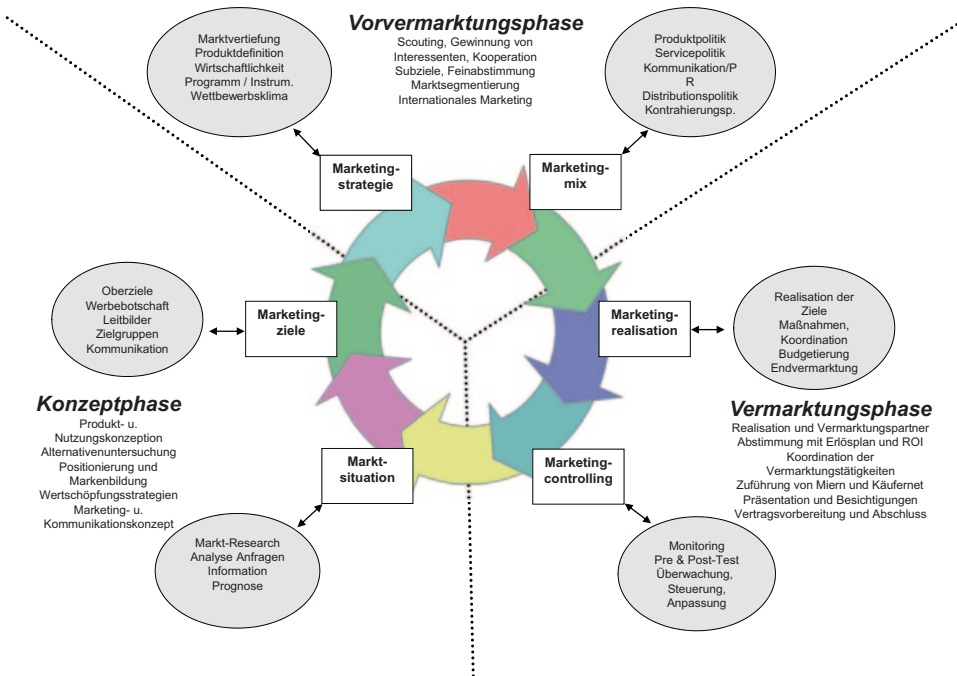 Vorvermarktungsphase
Scouting, Gewinnung von
Interessenten, Kooperation
Subziele, Feinabstimmung
Marktsegmentierung
Internationales Marketing
Marktvertiefung
Produktdefinition
Wirtschaftlichkeit
Programm / Instrum.
Wettbewerbsklima
Produktpolitik
Servicepolitik
Kommunikation/P
R
Distributionspolitik
Kontrahierungsp.
Marketing-
strategie
Marketing-
mix
Oberziele
Werbebotschaft
Leitbilder
Zielgruppen
Kommunikation
Marketing-
ziele
Marketing-
realisation
Realisation der
Ziele
Maßnahmen,
Koordination
Budgetierung
Endvermarktung
Konzeptphase
Produkt- u.
Nutzungskonzeption
Alternativenuntersuchung
Positionierung und
Markenbildung
Wertschöpfungsstrategien
Marketing- u.
Kommunikationskonzept
Vermarktungsphase
Realisation und Vermarktungspartner
Abstimmung mit Erlösplan und ROI
Koordination der
Vermarktungstätigkeiten
Zuführung von Miern und Käufernet
Präsentation und Besichtigungen
Vertragsvorbereitung und Abschluss
Markt-
situation
Marketing-
controlling
Markt-Research
Analyse Anfragen
Information
Prognose
Monitoring
Pre & Post-Test
Überwachung,
Steuerung,
Anpassung